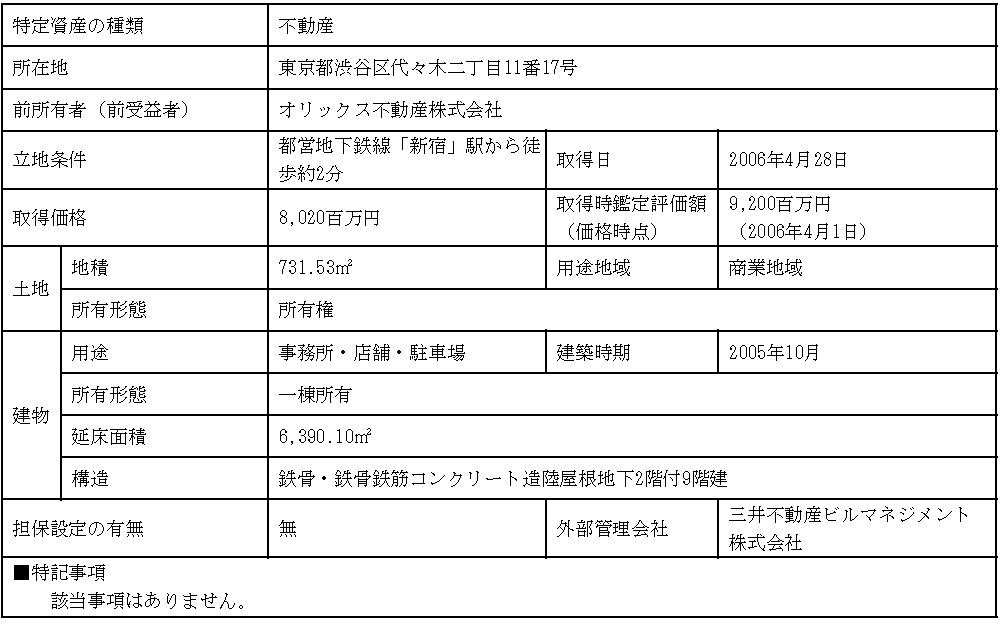 特定資産の種類 不動産
所在地 東京都渋谷区代々木二丁目11番17号
前所有者（前受益者） オリックス不動産株式会社
立地条件 都営地下鉄線「新宿」駅から徒
歩約2分 取得日 2006年4月28日
取得価格 8,020百万円 取得時鑑定評価額
（価格時点） 9,200百万円
（2006年4月1日）
土地 地積 731.53㎡ 用途地域 商業地域
所有形態 所有権
建物 用途 事務所・店舗・駐車場 建築時期 2005年10月
所有形態 一棟所有
延床面積 6,390.10㎡
構造 鉄骨・鉄骨鉄筋コンクリート造陸屋根地下2階付9階建
担保設定の有無 無 外部管理会社 三井不動産ビルマネジメント
株式会社
■特記事項
該当事項はありません。